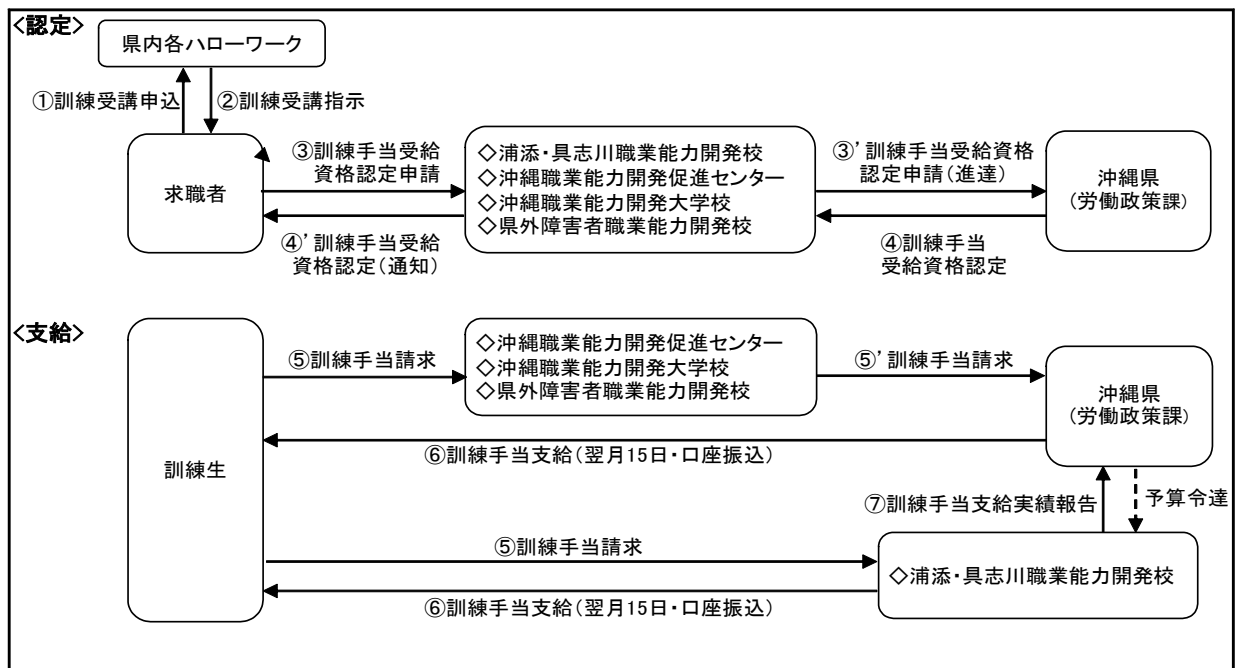 <認定>
県内各ハローワーク
①訓練受講申込
②訓練受講指示
求職者
③訓練手当受給
資格認定申請
◇浦添・具志川職業能力開発校
◇沖縄職業能力開発促進センター
◇沖縄職業能力開発大学校
◇県外障害者職業能力開発校
③’訓練手当受給資格
認定申請(進達)
沖縄県
(労働政策課)
④’訓練手当受給
資格認定(通知)
④訓練手当
受給資格認定
<支給>
訓練生
⑤訓練手当請求
◇沖縄職業能力開発促進センター
◇沖縄職業能力開発大学校
◇県外障害者職業能力開発校
⑤’訓練手当請求
沖縄県
(労働政策課)
⑥訓練手当支給(翌月15日・口座振込)
⑦訓練手当支給実績報告
予算令達
⑤訓練手当請求
◇浦添・具志川職業能力開発校
⑥訓練手当支給(翌月15日・口座振込)